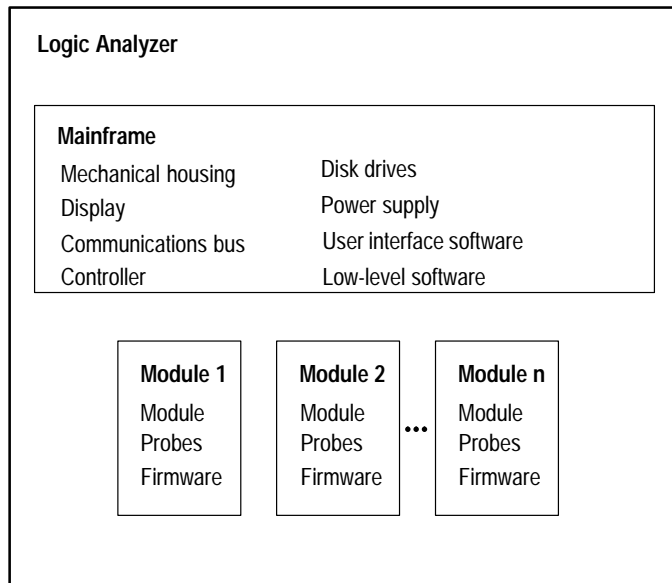 Logic Analyzer
Mainframe
Mechanical housing
Display
Communications bus
Controller
Disk drives
Power supply
User interface software
Low-level software
Module 1
Module
Probes
Firmware
Module 2
Module
Probes
Firmware
...
Module n
Module
Probes
Firmware